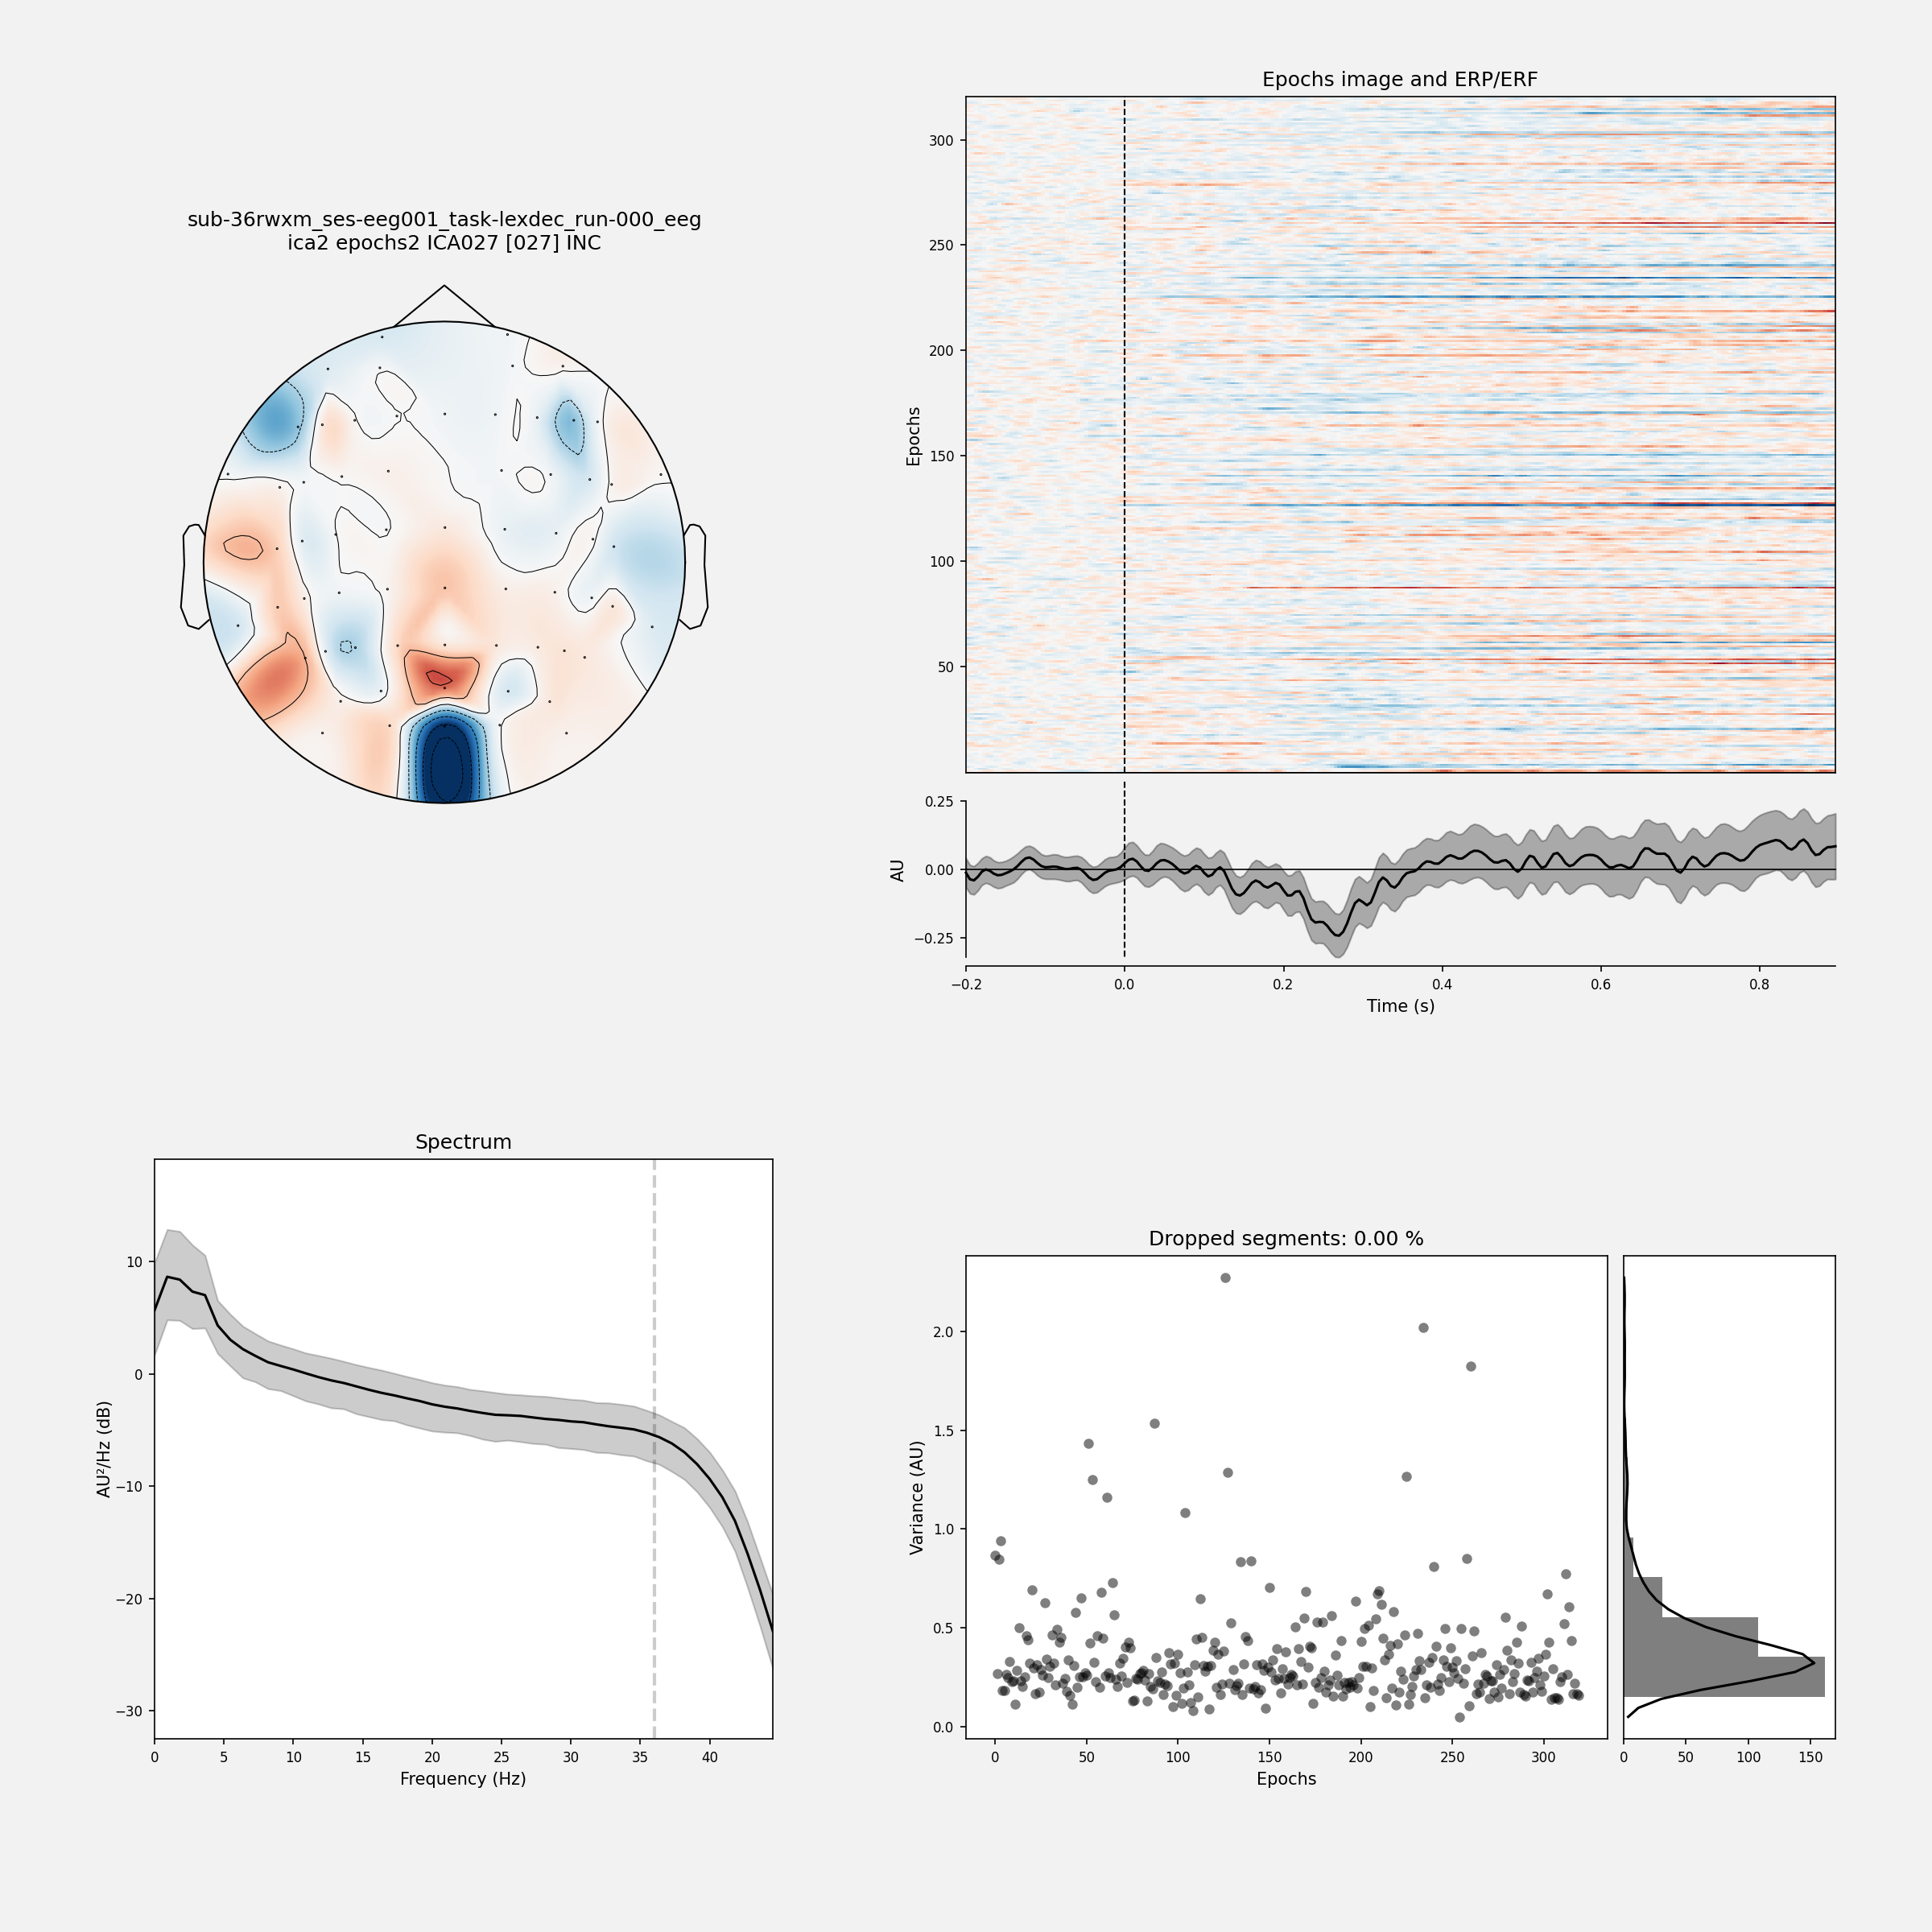 sub-36rwxm_ses-eeg001_task-lexdec_run-000_eeg
ica2 epochs2 ICA027 [027] INC
Epochs image and ERP/ERF
300
250
200
150
100
50
Epochs
0.25
0.00
−0.25
AU
−0.2 0.0 0.2 0.4 0.6 0.8
Time (s)
Spectrum
10
0
−10
−20
−30
AU²/Hz (dB)
0 5 10 15 20 25 30 35 40
Frequency (Hz)
Dropped segments: 0.00 %
2.0
1.5
1.0
0.5
0.0
Variance (AU)
0 50 100 150 200 250 300
Epochs
0 50 100 150